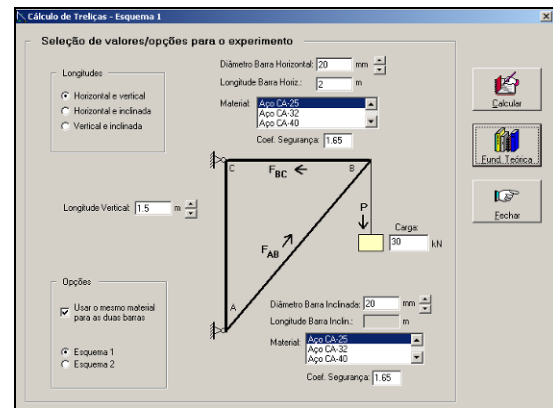 Cálculo de Treliças - Esquema 1
Seleção de valores/opções para o experimento
Longitudes
Horizontal e vertical
Horizontal e inclinada
Vertical e inclinada
Diâmetro Barra Horizontal: 20 mm
Longitude Barra Horiz.: 2 m
Material: Aço CA-25
Aço CA-32
Aço CA-40
Coef. Segurança: 1.65
Calcular
Fund. Teórica
Fechar
C FBC B
Longitude Vertical: 1.5 m
P
Carga:
30 kN
FAB
A
Opções
Usar o mesmo material
para as duas barras
Esquema 1
Esquema 2
Diâmetro Barra Inclinada: 20 mm
Longitude Barra Inclin.: m
Material: Aço CA-25
Aço CA-32
Aço CA-40
Coef. Segurança: 1.65